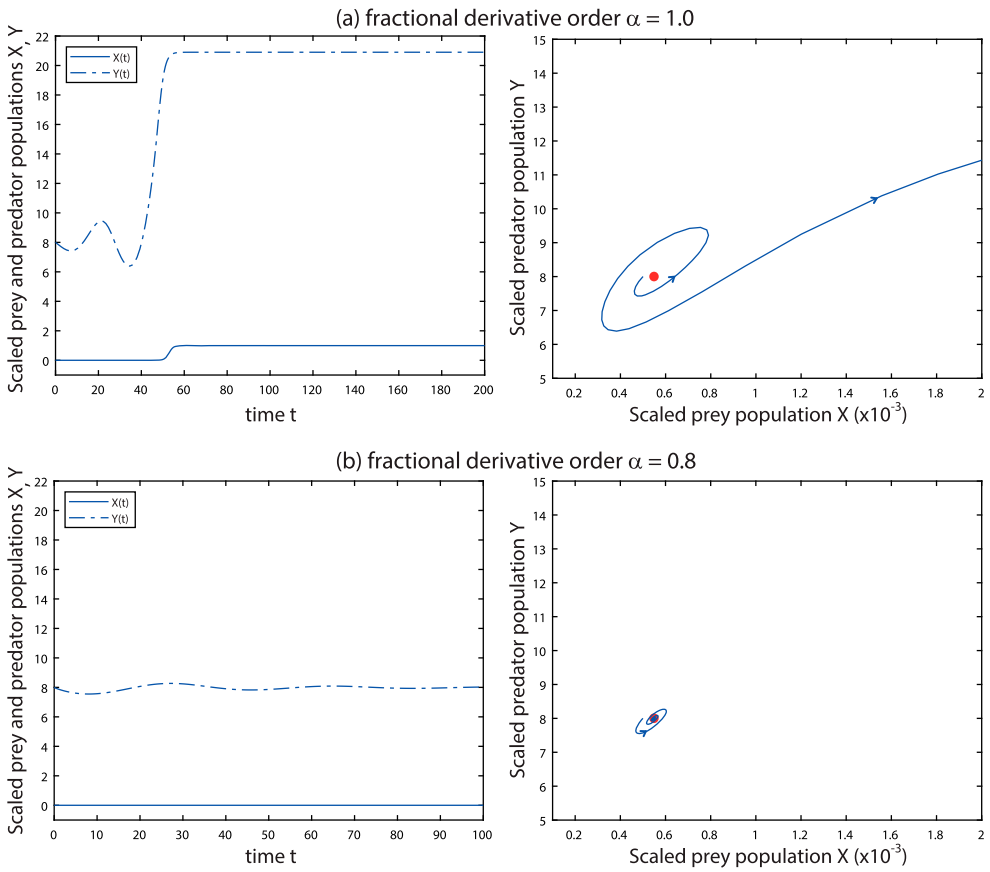 (a) fractional derivative order α = 1.0
Scaled prey and predator populations X, Y
22
20
18
16
14
12
10
8
6
4
2
0
X(t)
Y(t)
0 20 40 60 80 100 120 140 160 180 200
time t
Scaled predator population Y
15
14
13
12
11
10
9
8
7
6
5
0.2 0.4 0.6 0.8 1 1.2 1.4 1.6 1.8 2
Scaled prey population X (x10⁻³)
(b) fractional derivative order α = 0.8
Scaled prey and predator populations X, Y
22
20
18
16
14
12
10
8
6
4
2
0
X(t)
Y(t)
0 10 20 30 40 50 60 70 80 90 100
time t
Scaled predator population Y
15
14
13
12
11
10
9
8
7
6
5
0.2 0.4 0.6 0.8 1 1.2 1.4 1.6 1.8 2
Scaled prey population X (x10⁻³)